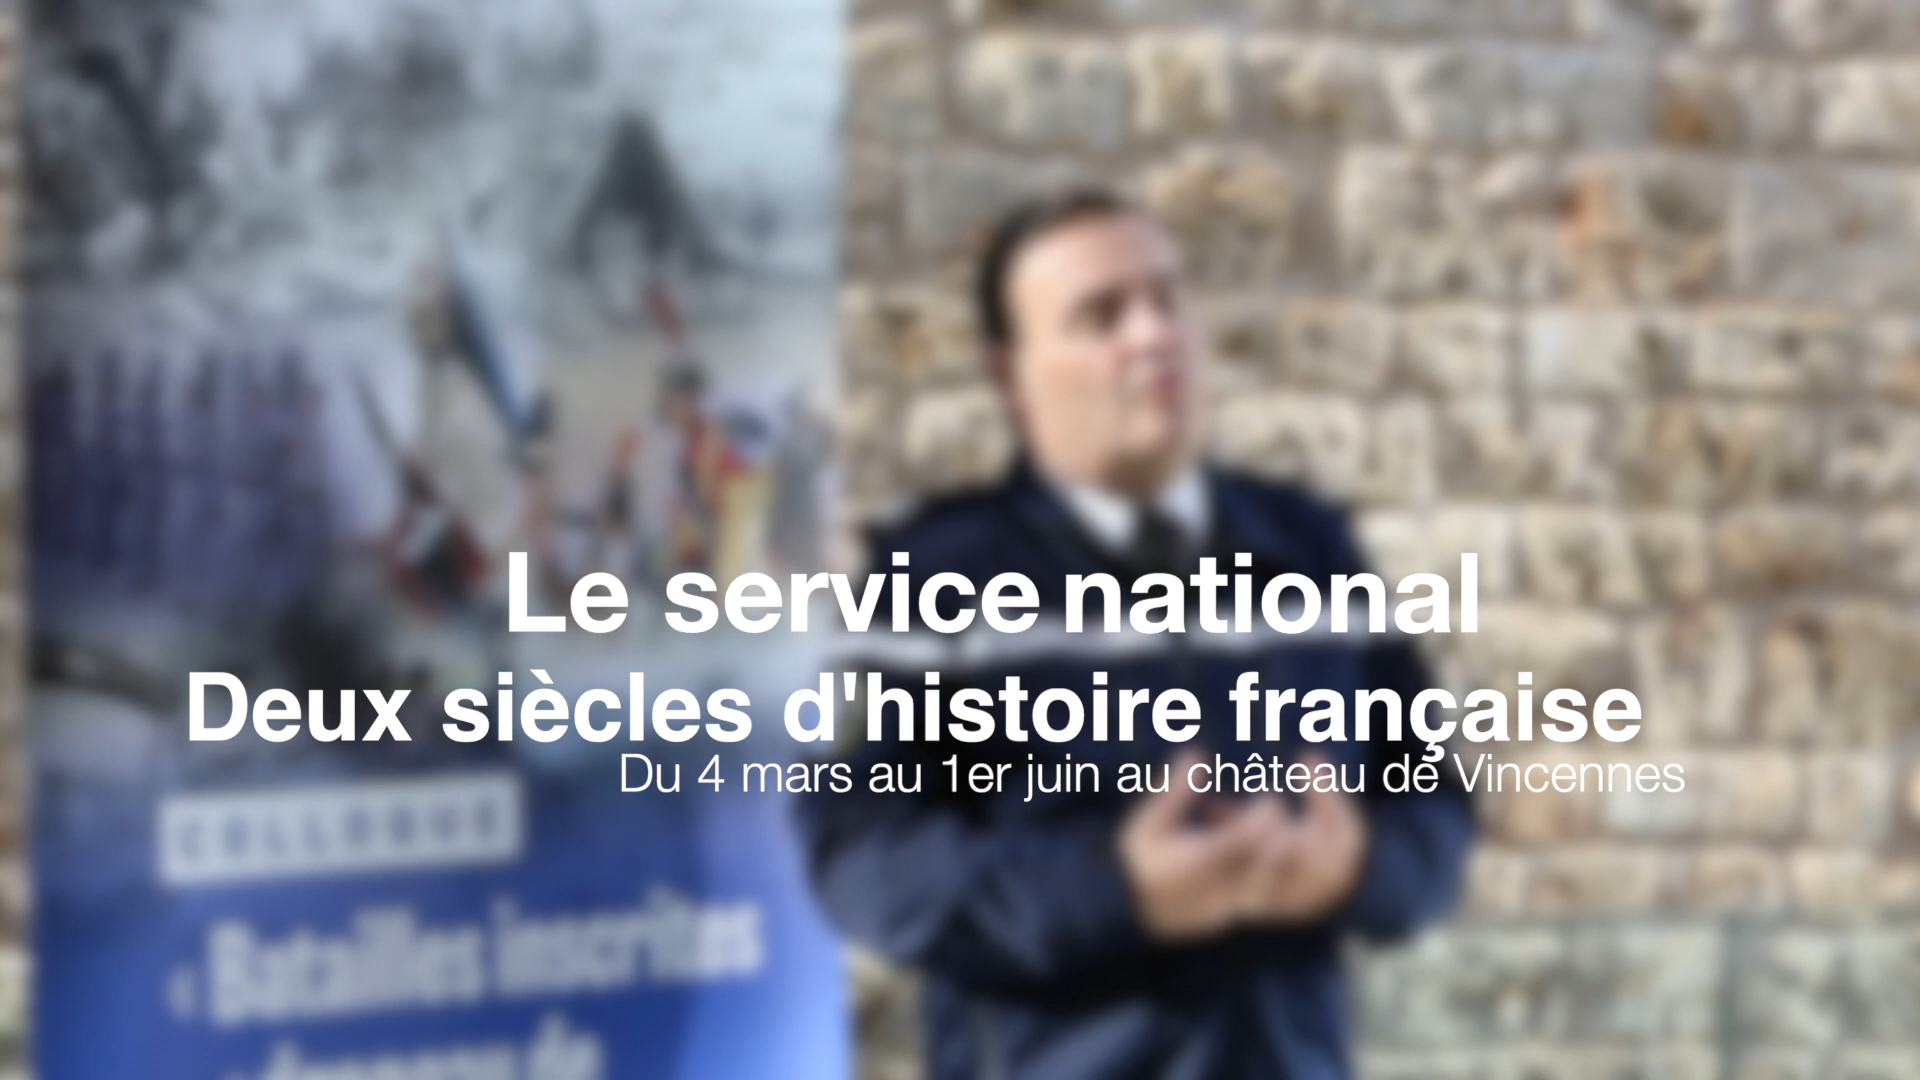 Le service national
Deux siècles d'histoire française
Du 4 mars au 1er juin au château de Vincennes
COLLOQUE
« Batailles inscrites